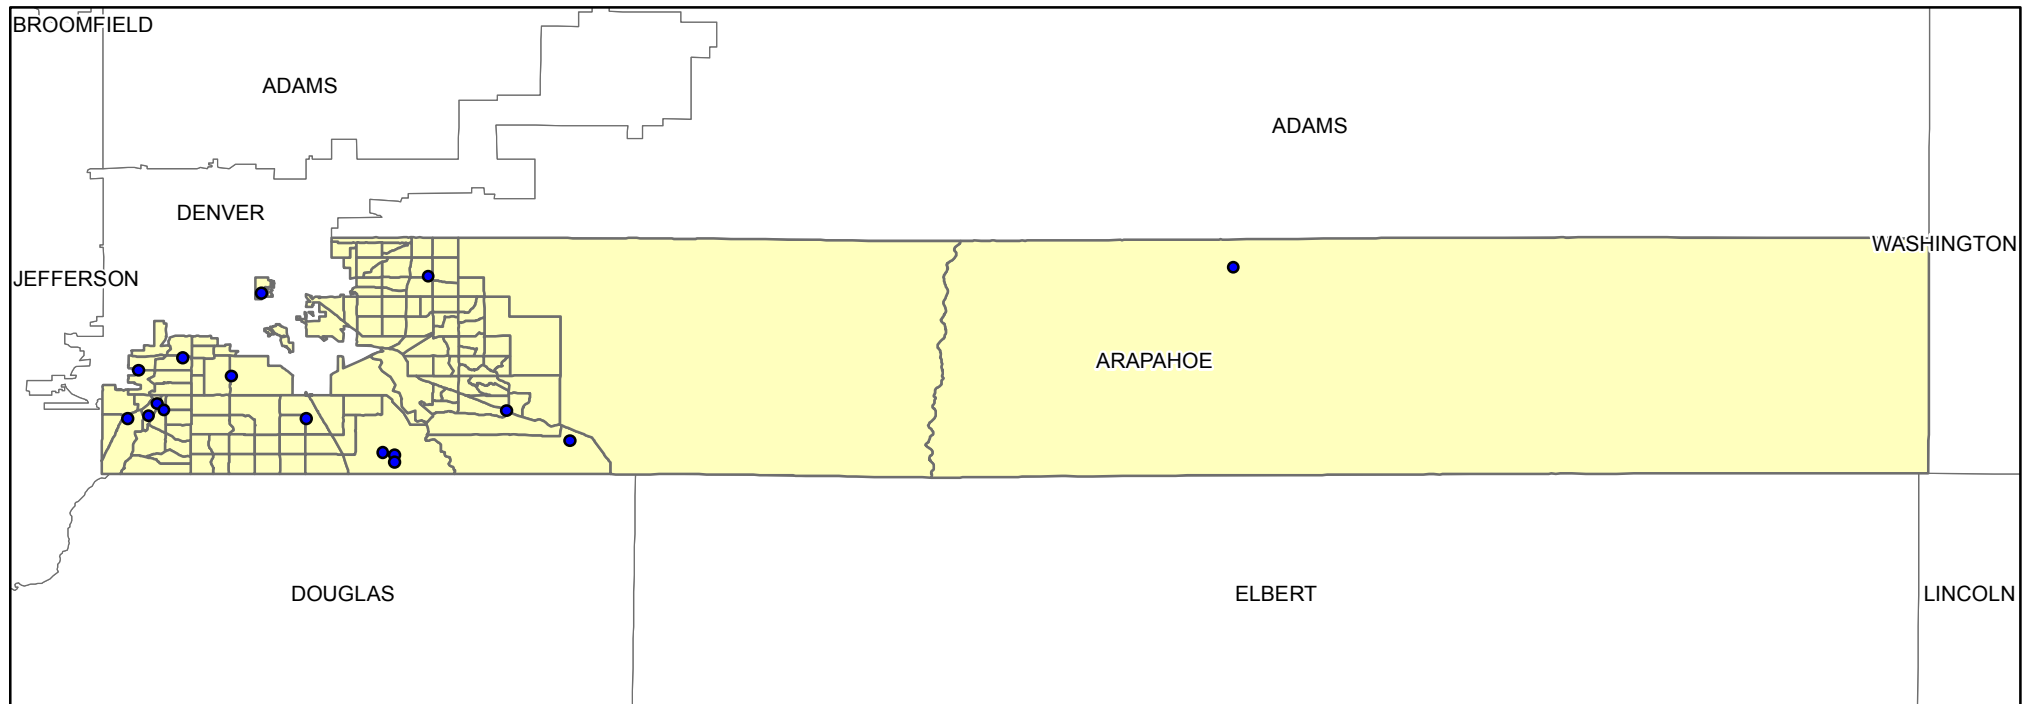 BROOMFIELD
ADAMS
ADAMS
DENVER
WASHINGTON
JEFFERSON
ARAPAHOE
DOUGLAS
ELBERT
LINCOLN